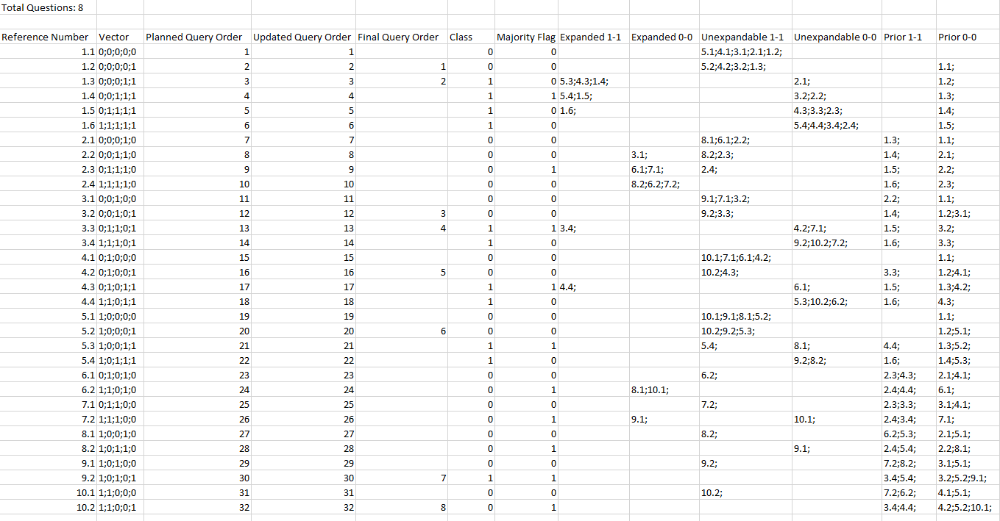 Total Questions: 8
Reference Number Vector Planned Query Order Updated Query Order Final Query Order Class Majority Flag Expanded 1-1 Expanded 0-0 Unexpandable 1-1 Unexpandable 0-0 Prior 1-1 Prior 0-0
1.1 0;0;0;0;0 1 1 0 0 5.1;4.1;3.1;2.1;1.2;
1.2 0;0;0;0;1 2 2 1 0 0 5.2;4.2;3.2;1.3; 1.1;
1.3 0;0;0;1;1 3 3 2 1 0 5.3;4.3;1.4; 2.1; 1.2;
1.4 0;0;1;1;1 4 4 1 1 5.4;1.5; 3.2;2.2; 1.3;
1.5 0;1;1;1;1 5 5 1 0 1.6; 4.3;3.3;2.3; 1.4;
1.6 1;1;1;1;1 6 6 1 0 5.4;4.4;3.4;2.4; 1.5;
2.1 0;0;0;1;0 7 7 0 0 8.1;6.1;2.2; 1.3; 1.1;
2.2 0;0;1;1;0 8 8 0 0 3.1; 8.2;2.3; 1.4; 2.1;
2.3 0;1;1;1;0 9 9 0 1 6.1;7.1; 2.4; 1.5; 2.2;
2.4 1;1;1;1;0 10 10 0 0 8.2;6.2;7.2; 1.6; 2.3;
3.1 0;0;1;0;0 11 11 0 0 9.1;7.1;3.2; 2.2; 1.1;
3.2 0;0;1;0;1 12 12 3 0 0 9.2;3.3; 1.4; 1.2;3.1;
3.3 0;1;1;0;1 13 13 4 1 1 3.4; 4.2;7.1; 1.5; 3.2;
3.4 1;1;1;0;1 14 14 1 0 9.2;10.2;7.2; 1.6; 3.3;
4.1 0;1;0;0;0 15 15 0 0 10.1;7.1;6.1;4.2; 1.1;
4.2 0;1;0;0;1 16 16 5 0 0 10.2;4.3; 3.3; 1.2;4.1;
4.3 0;1;0;1;1 17 17 1 1 4.4; 6.1; 1.5; 1.3;4.2;
4.4 1;1;0;1;1 18 18 1 0 5.3;10.2;6.2; 1.6; 4.3;
5.1 1;0;0;0;0 19 19 0 0 10.1;9.1;8.1;5.2; 1.1;
5.2 1;0;0;0;1 20 20 6 0 0 10.2;9.2;5.3; 1.2;5.1;
5.3 1;0;0;1;1 21 21 1 1 5.4; 8.1; 4.4; 1.3;5.2;
5.4 1;0;1;1;1 22 22 1 0 9.2;8.2; 1.6; 1.4;5.3;
6.1 0;1;0;1;0 23 23 0 0 6.2; 2.3;4.3; 2.1;4.1;
6.2 1;1;0;1;0 24 24 0 1 8.1;10.1; 2.4;4.4; 6.1;
7.1 0;1;1;0;0 25 25 0 0 7.2; 2.3;3.3; 3.1;4.1;
7.2 1;1;1;0;0 26 26 0 1 9.1; 10.1; 2.4;3.4; 7.1;
8.1 1;0;0;1;0 27 27 0 0 8.2; 6.2;5.3; 2.1;5.1;
8.2 1;0;1;1;0 28 28 0 1 9.1; 2.4;5.4; 2.2;8.1;
9.1 1;0;1;0;0 29 29 0 0 9.2; 7.2;8.2; 3.1;5.1;
9.2 1;0;1;0;1 30 30 7 1 1 3.4;5.4; 3.2;5.2;9.1;
10.1 1;1;0;0;0 31 31 0 0 10.2; 7.2;6.2; 4.1;5.1;
10.2 1;1;0;0;1 32 32 8 0 1 3.4;4.4; 4.2;5.2;10.1;